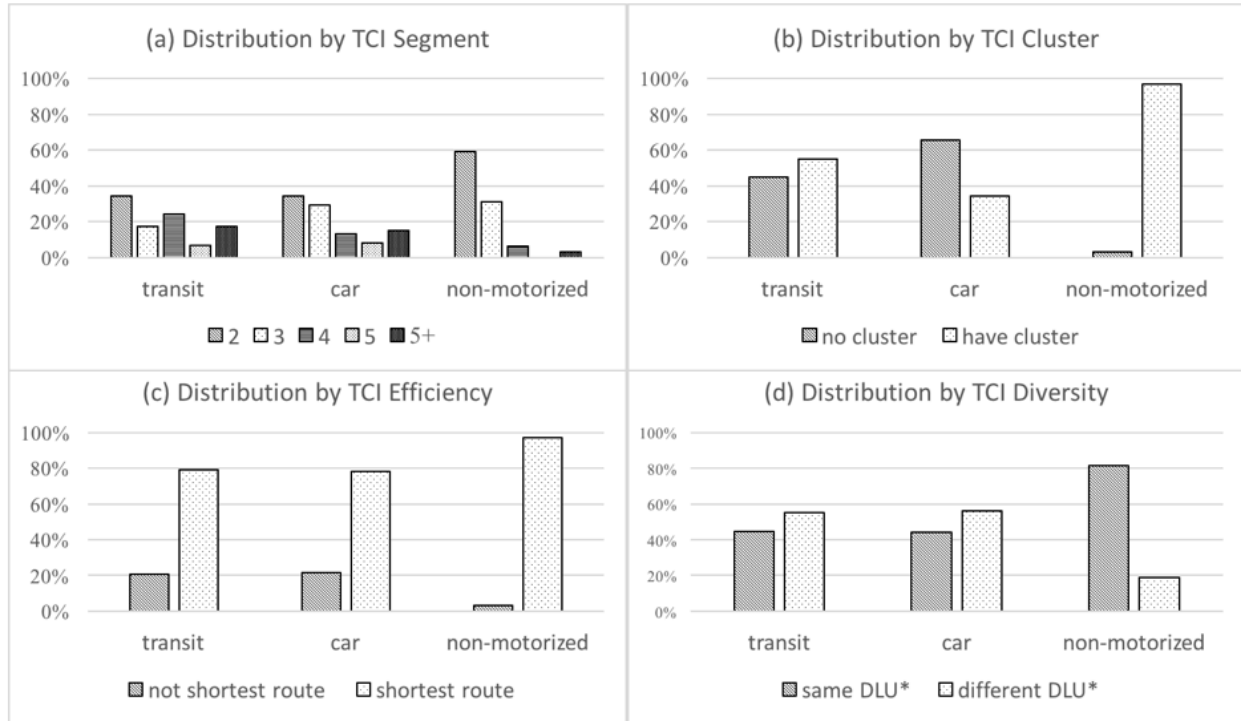 (a) Distribution by TCI Segment
100%
80%
60%
40%
20%
0%
transit car non-motorized
2 3 4 5 5+
(b) Distribution by TCI Cluster
100%
80%
60%
40%
20%
0%
transit car non-motorized
no cluster have cluster
(c) Distribution by TCI Efficiency
100%
80%
60%
40%
20%
0%
transit car non-motorized
not shortest route shortest route
(d) Distribution by TCI Diversity
100%
80%
60%
40%
20%
0%
transit car non-motorized
same DLU* different DLU*